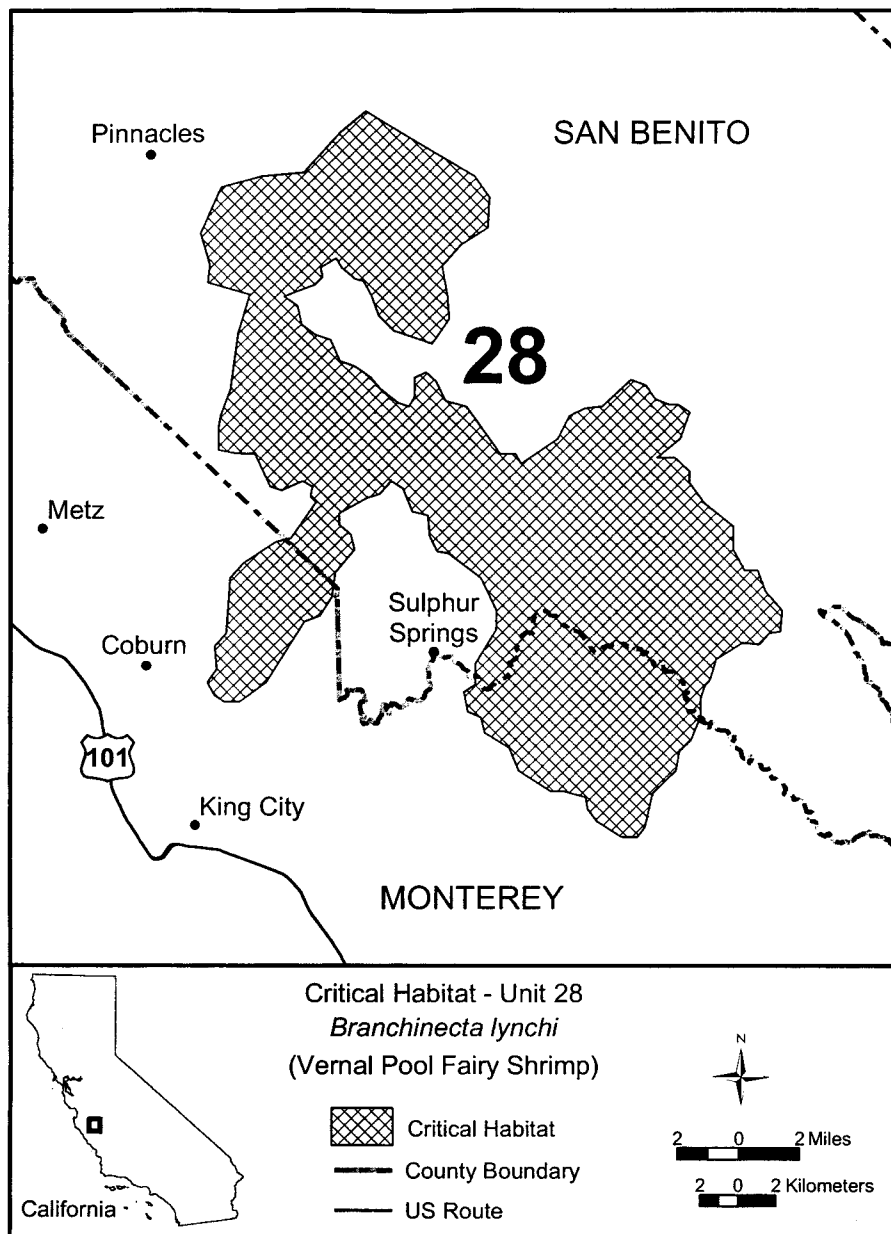 Pinnacles
SAN BENITO
28
Metz
Sulphur
Springs
Coburn
101
King City
MONTEREY
Critical Habitat - Unit 28
Branchinecta lynchi
(Vernal Pool Fairy Shrimp)
N
Critical Habitat
2 0 2 Miles
County Boundary
2 0 2 Kilometers
California
US Route